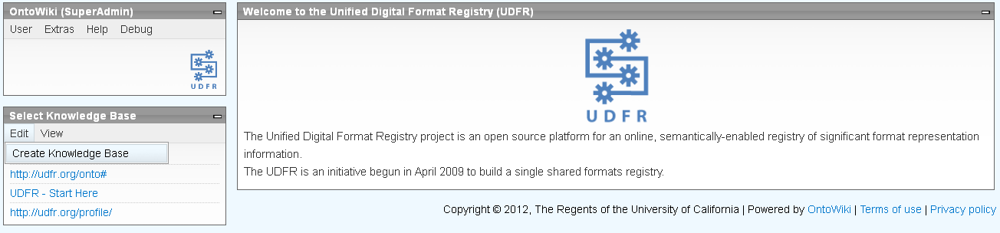 OntoWiki (SuperAdmin)
User Extras Help Debug
UDFR
Select Knowledge Base
Edit View
Create Knowledge Base
http://udfr.org/onto#
UDFR - Start Here
http://udfr.org/profile/
Welcome to the Unified Digital Format Registry (UDFR)
UDFR
The Unified Digital Format Registry project is an open source platform for an online, semantically-enabled registry of significant format representation
information.
The UDFR is an initiative begun in April 2009 to build a single shared formats registry.
Copyright © 2012, The Regents of the University of California | Powered by OntoWiki | Terms of use | Privacy policy